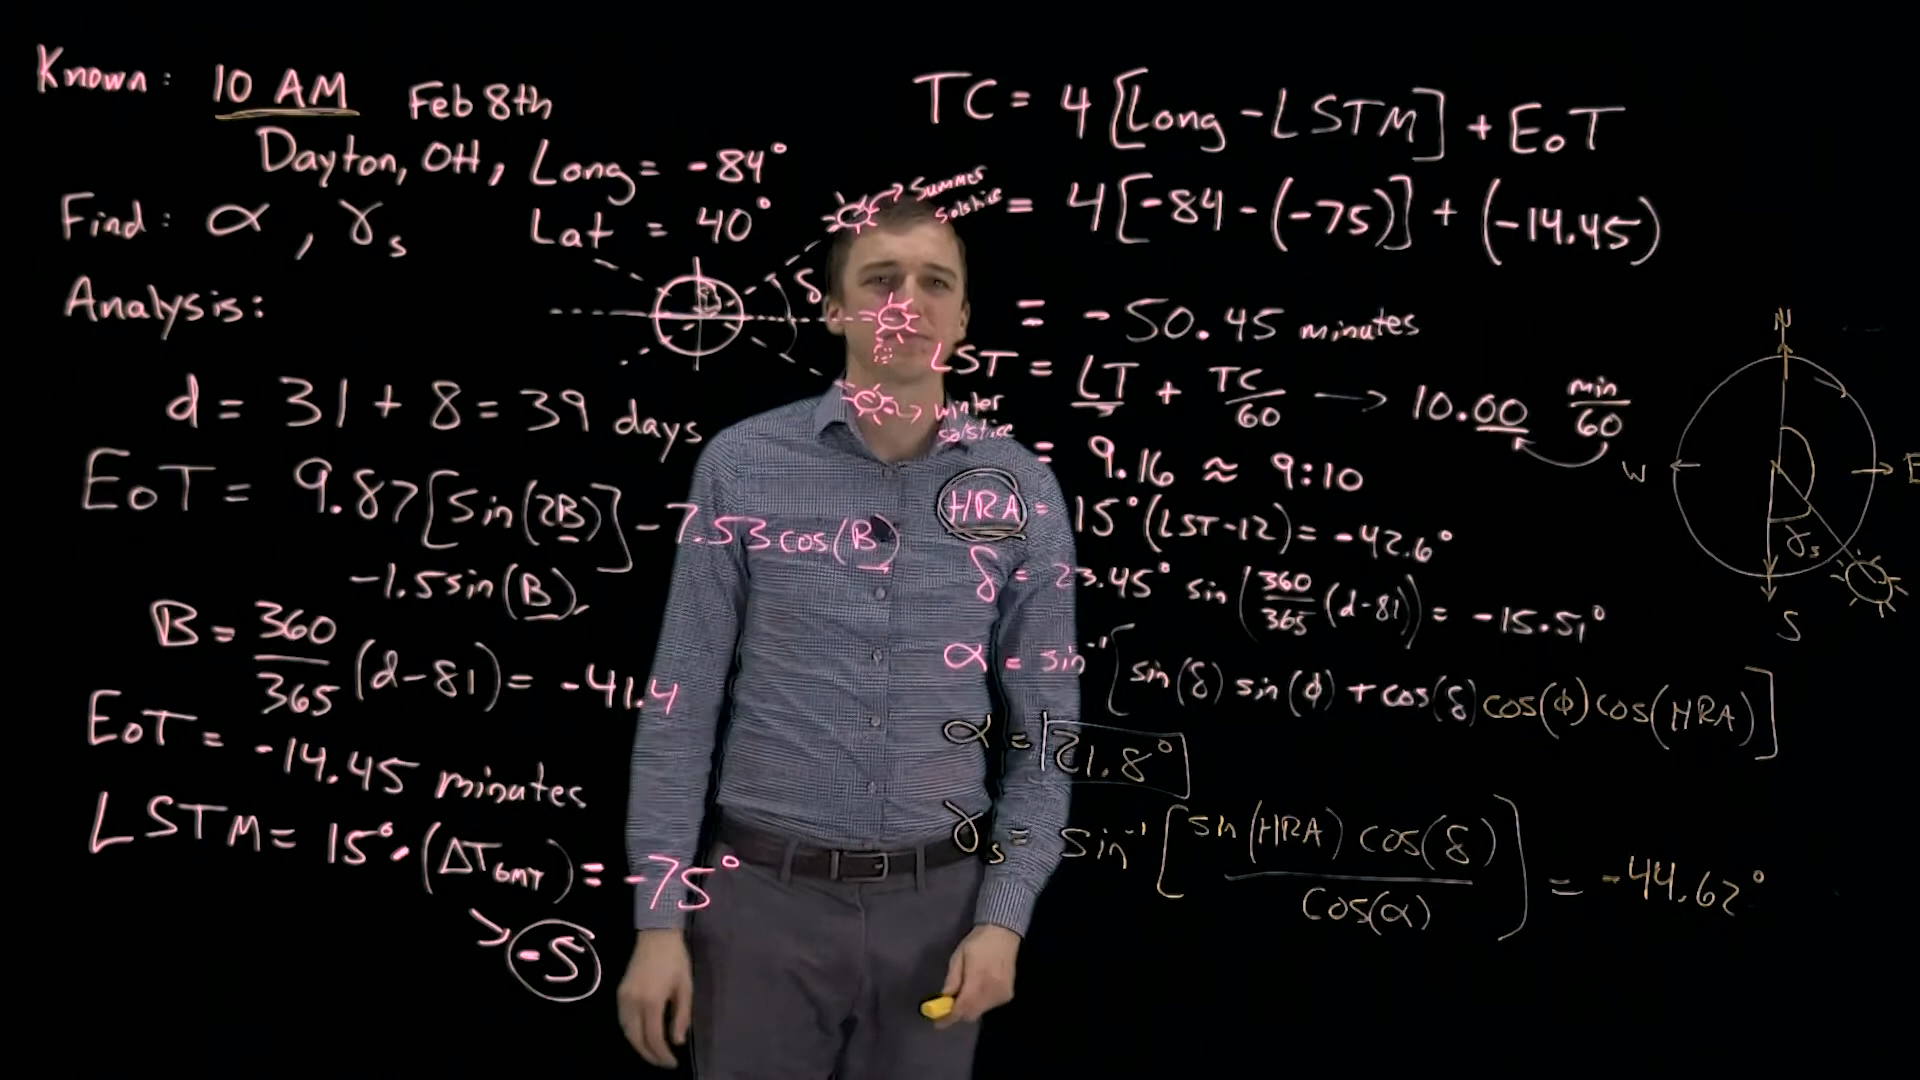 Known: 10 AM Feb 8th
Dayton, OH, Long = -84°
Find: α, γs Lat = 40°
Analysis:
Summer solstice
δ
winter solstice
d = 31 + 8 = 39 days
EoT = 9.87[Sin(2B)] - 7.53 cos(B)
-1.5 sin(B)
B = 360/365 (d-81) = -41.4
EoT = -14.45 minutes
LSTM = 15° · (ΔTGMT) = -75°
-5
TC = 4 [Long - LSTM] + EoT
= 4 [-84 - (-75)] + (-14.45)
= -50.45 minutes
LST = LT + TC/60 → 10.00 min/60
= 9.16 ≈ 9:10
HRA = 15° (LST-12) = -42.6°
δ = 23.45° sin(360/365 (d-81)) = -15.51°
α = sin⁻¹[sin(δ) sin(ϕ) + cos(δ) cos(ϕ) cos(HRA)]
α = 21.8°
γs = sin⁻¹[sin(HRA) cos(δ) / cos(α)] = -44.62°
N
W E
γs
S